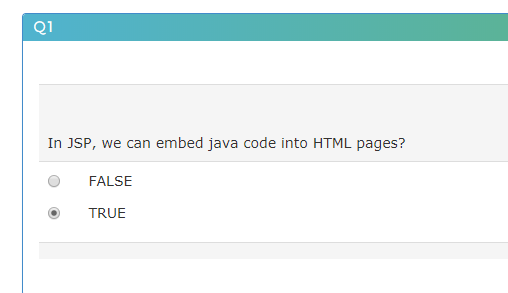 Q1
In JSP, we can embed java code into HTML pages?
FALSE
TRUE